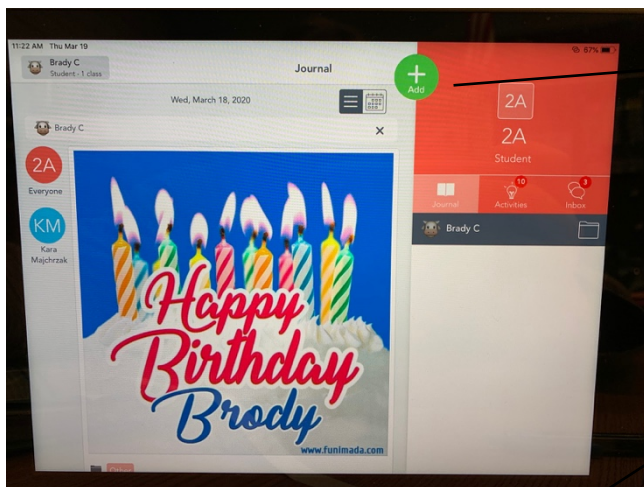 11:22 AM Thu Mar 19
67%
Brady C
Student · 1 class
Journal
Add
Wed, March 18, 2020
Brady C
2A
Everyone
KM
Kara
Majchrzak
Happy
Birthday
Brody
www.funimada.com
Other
2A
2A
Student
Journal
10
Activities
3
Inbox
Brady C